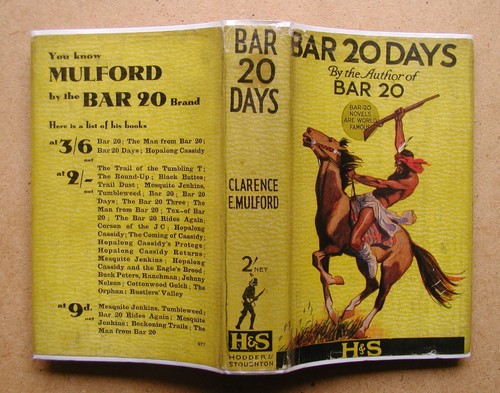 You know
MULFORD
by the BAR 20 Brand
Here is a list of his books
at 3/6 net
Bar 20; The Man from Bar 20;
Bar 20 Days; Hopalong Cassidy
at 2/- net
The Trail of the Tumbling T;
The Round-Up; Black Buttes;
Trail Dust; Mesquite Jenkins,
Tumbleweed; Bar 20; Bar 20
Days; The Bar 20 Three; The
Man from Bar 20; Tex-of Bar
20; The Bar 20 Rides Again;
Corson of the J C; Hopalong
Cassidy; The Coming of Cassidy;
Hopalong Cassidy's Protege;
Hopalong Cassidy Returns;
Mesquite Jenkins; Hopalong
Cassidy and the Eagle's Brood;
Buck Peters, Ranchman; Johnny
Nelson; Cottonwood Gulch; The
Orphan; Rustlers' Valley
at 9d. net
Mesquite Jenkins, Tumbleweed;
Bar 20 Rides Again; Mesquite
Jenkins; Beckoning Trails; The
Man from Bar 20
977
BAR
20
DAYS
CLARENCE
E.MULFORD
2/- NET
H&S
HODDER &
STOUGHTON
BAR 20 DAYS
By the Author of
BAR 20
BAR·20
NOVELS
ARE WORLD
FAMOUS
H&S